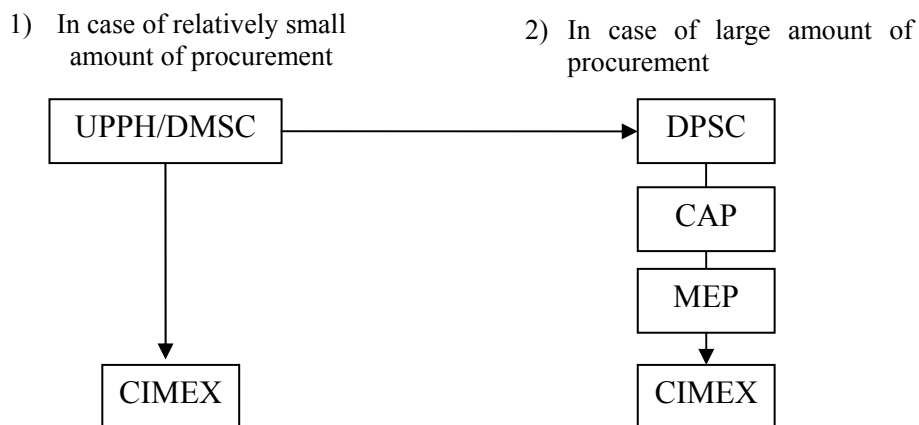 1) In case of relatively small
amount of procurement
2) In case of large amount of
procurement
UPPH/DMSC
DPSC
CAP
MEP
CIMEX
CIMEX